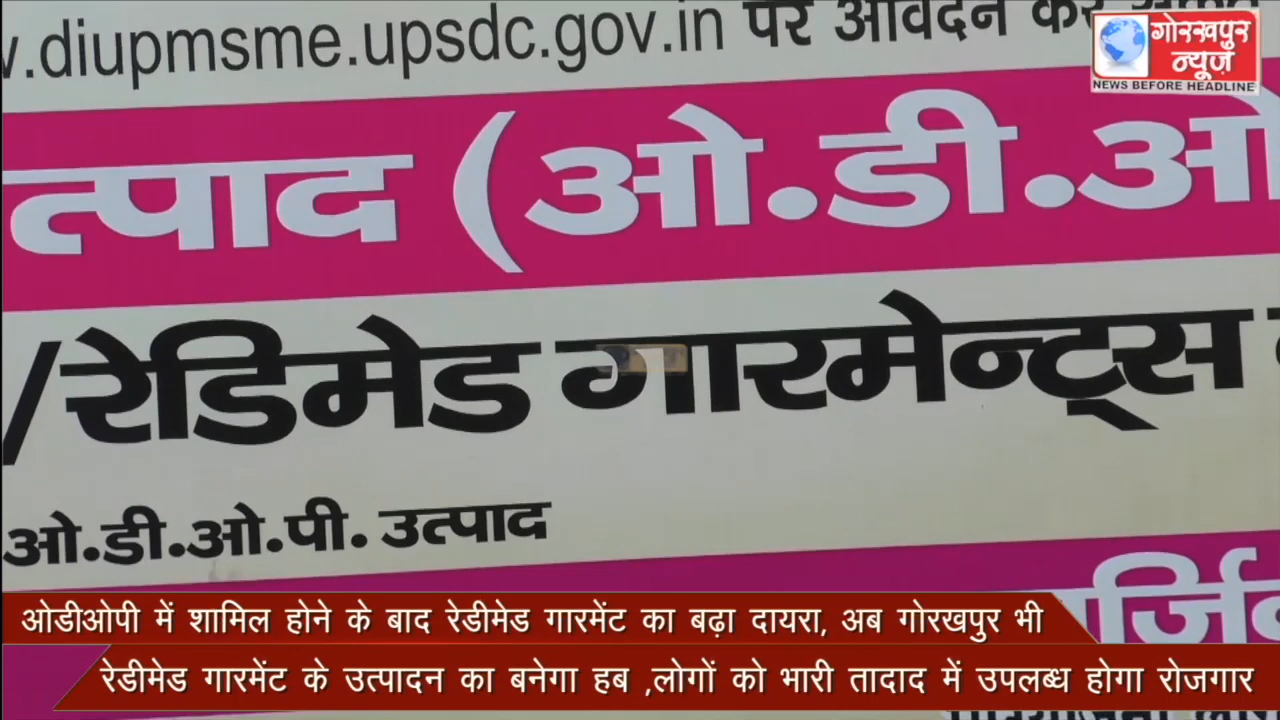 .diupmsme.upsdc.gov.in पर आवेदन
गोरखपुर
न्यूज़
NEWS BEFORE HEADLINE
त्पाद (ओ.डी.ओ
/रेडिमेड गारमेन्ट्स
ओ.डी.ओ.पी. उत्पाद
ओडीओपी में शामिल होने के बाद रेडीमेड गारमेंट का बढ़ा दायरा, अब गोरखपुर भी
रेडीमेड गारमेंट के उत्पादन का बनेगा हब ,लोगों को भारी तादाद में उपलब्ध होगा रोजगार